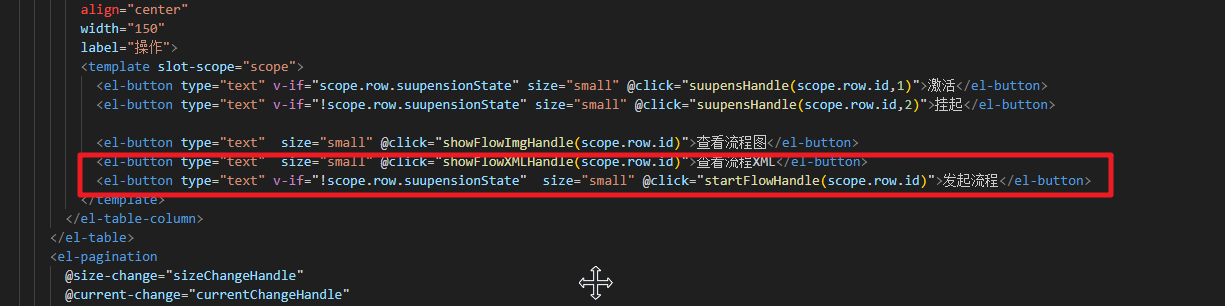 align="center"
width="150"
label="操作">
<template slot-scope="scope">
<el-button type="text" v-if="scope.row.suupensionState" size="small" @click="suupensHandle(scope.row.id,1)">激活</el-button>
<el-button type="text" v-if="!scope.row.suupensionState" size="small" @click="suupensHandle(scope.row.id,2)">挂起</el-button>
<el-button type="text"  size="small" @click="showFlowImgHandle(scope.row.id)">查看流程图</el-button>
<el-button type="text"  size="small" @click="showFlowXMLHandle(scope.row.id)">查看流程XML</el-button>
<el-button type="text" v-if="!scope.row.suupensionState"  size="small" @click="startFlowHandle(scope.row.id)">发起流程</el-button>
</template>
</el-table-column>
</el-table>
<el-pagination
@size-change="sizeChangeHandle"
@current-change="currentChangeHandle"